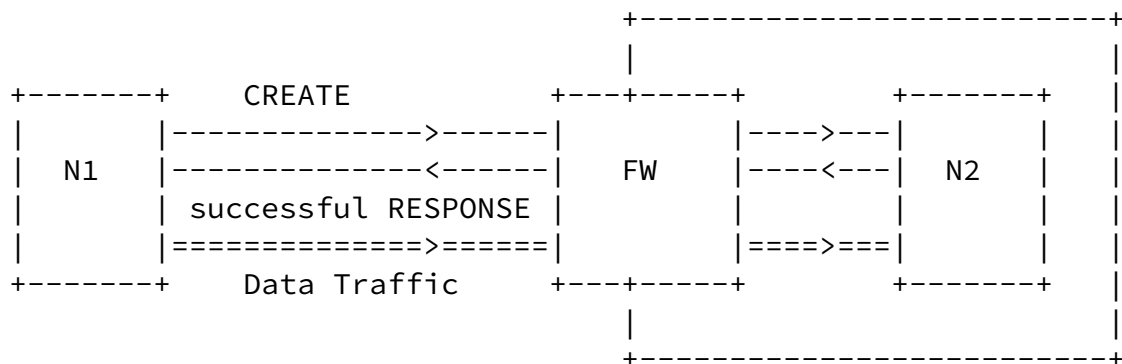 CREATE
N1 FW N2
successful RESPONSE
Data Traffic